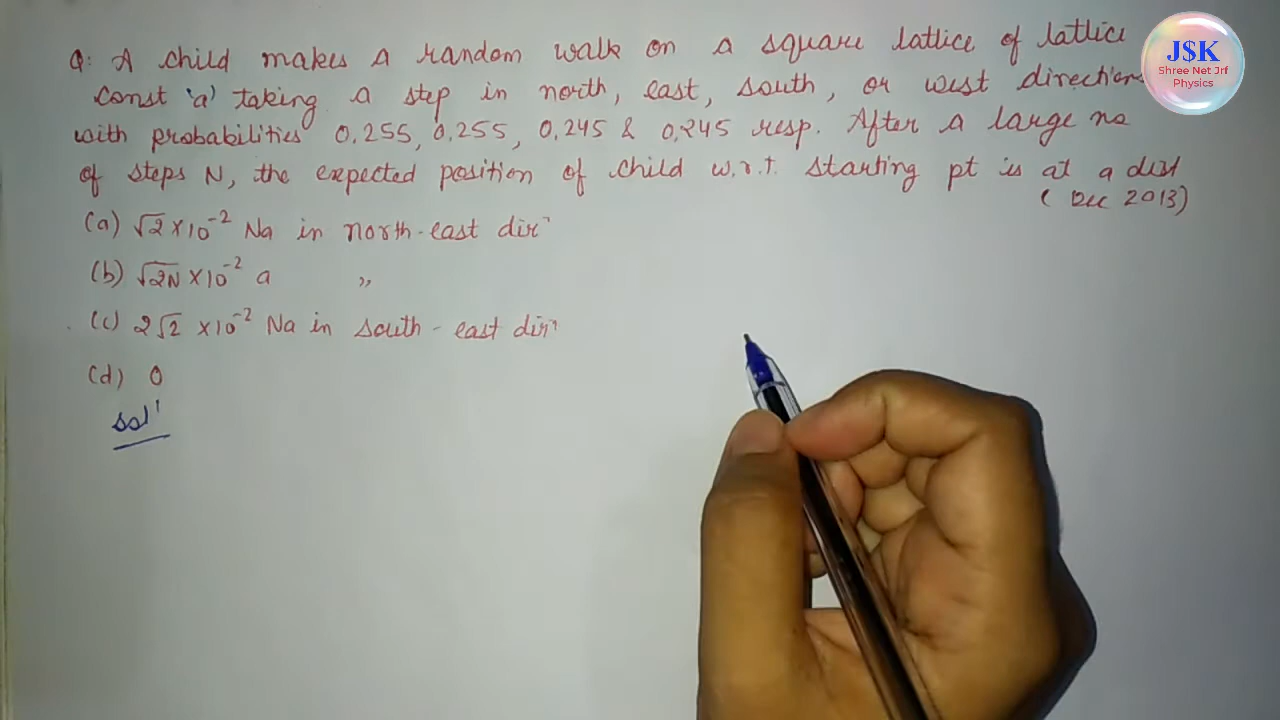 Q: A child makes a random walk on a square lattice of lattice
const 'a' taking a step in north, east, south, or west directions
with probabilities 0.255, 0.255, 0.245 & 0.245 resp. After a large no
of steps N, the expected position of child w.r.t. starting pt is at a dist
(Dec 2013)
(a) √2 × 10⁻² Na in north-east dirⁿ
(b) √2N × 10⁻² a ,,
(c) 2√2 × 10⁻² Na in south-east dirⁿ
(d) 0
solⁿ
J$K
Shree Net Jrf
Physics